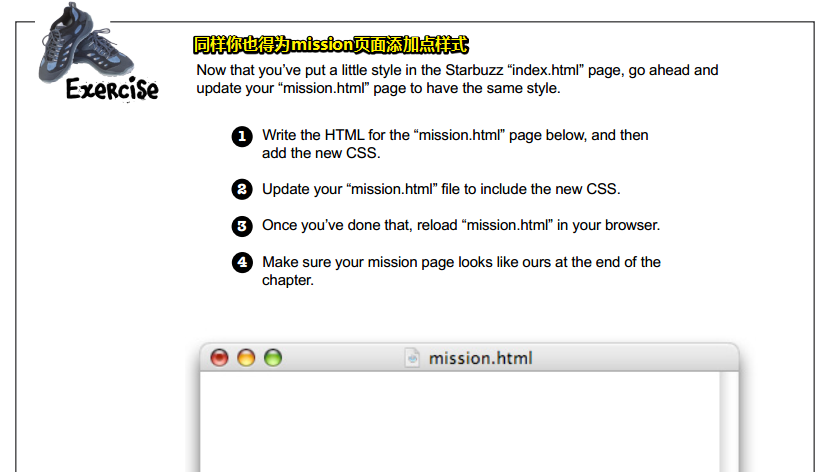 同样你也得为mission页面添加点样式
Exercise
Now that you’ve put a little style in the Starbuzz “index.html” page, go ahead and
update your “mission.html” page to have the same style.
1 Write the HTML for the “mission.html” page below, and then
add the new CSS.
2 Update your “mission.html” file to include the new CSS.
3 Once you’ve done that, reload “mission.html” in your browser.
4 Make sure your mission page looks like ours at the end of the
chapter.
mission.html